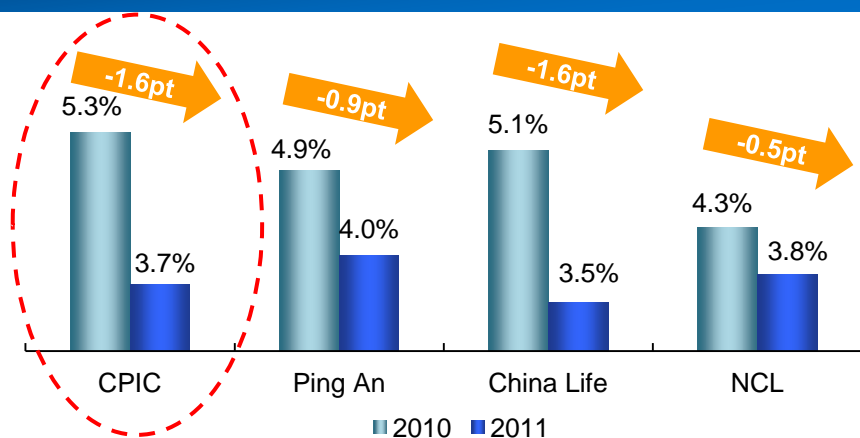 -1.6pt
-0.9pt
-1.6pt
-0.5pt
5.3%
3.7%
4.9%
4.0%
5.1%
3.5%
4.3%
3.8%
CPIC
Ping An
China Life
NCL
2010
2011